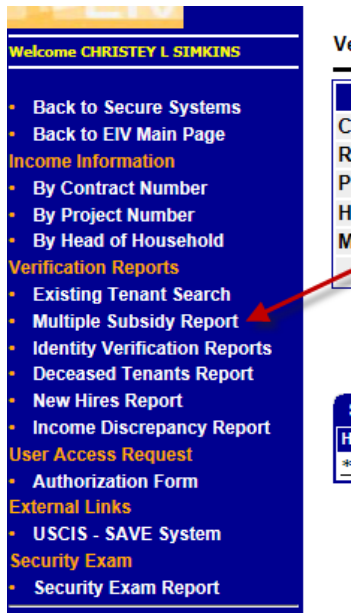 Welcome CHRISTEY L SIMKINS
Back to Secure Systems
Back to EIV Main Page
Income Information
By Contract Number
By Project Number
By Head of Household
Verification Reports
Existing Tenant Search
Multiple Subsidy Report
Identity Verification Reports
Deceased Tenants Report
New Hires Report
Income Discrepancy Report
User Access Request
Authorization Form
External Links
USCIS - SAVE System
Security Exam
Security Exam Report